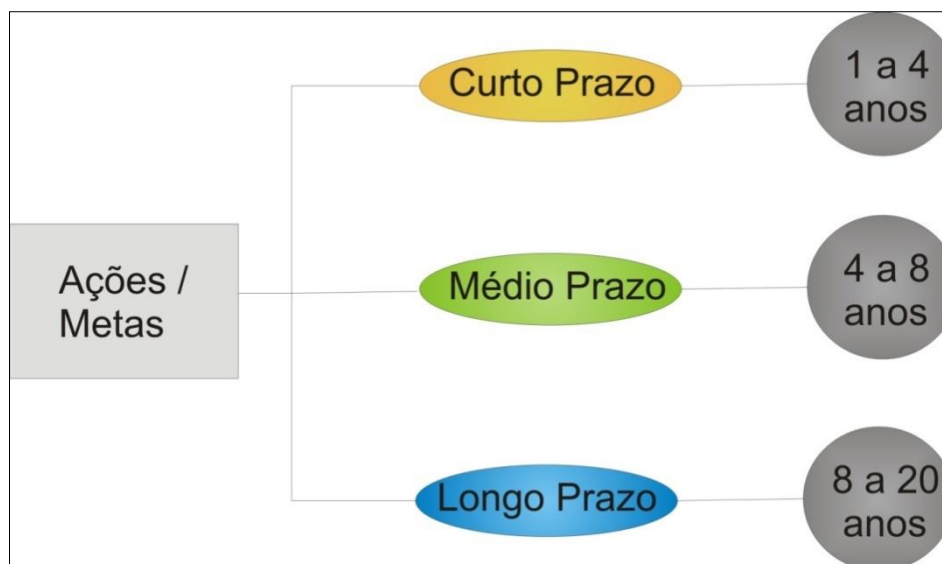 Ações /
Metas
Curto Prazo
1 a 4
anos
Médio Prazo
4 a 8
anos
Longo Prazo
8 a 20
anos